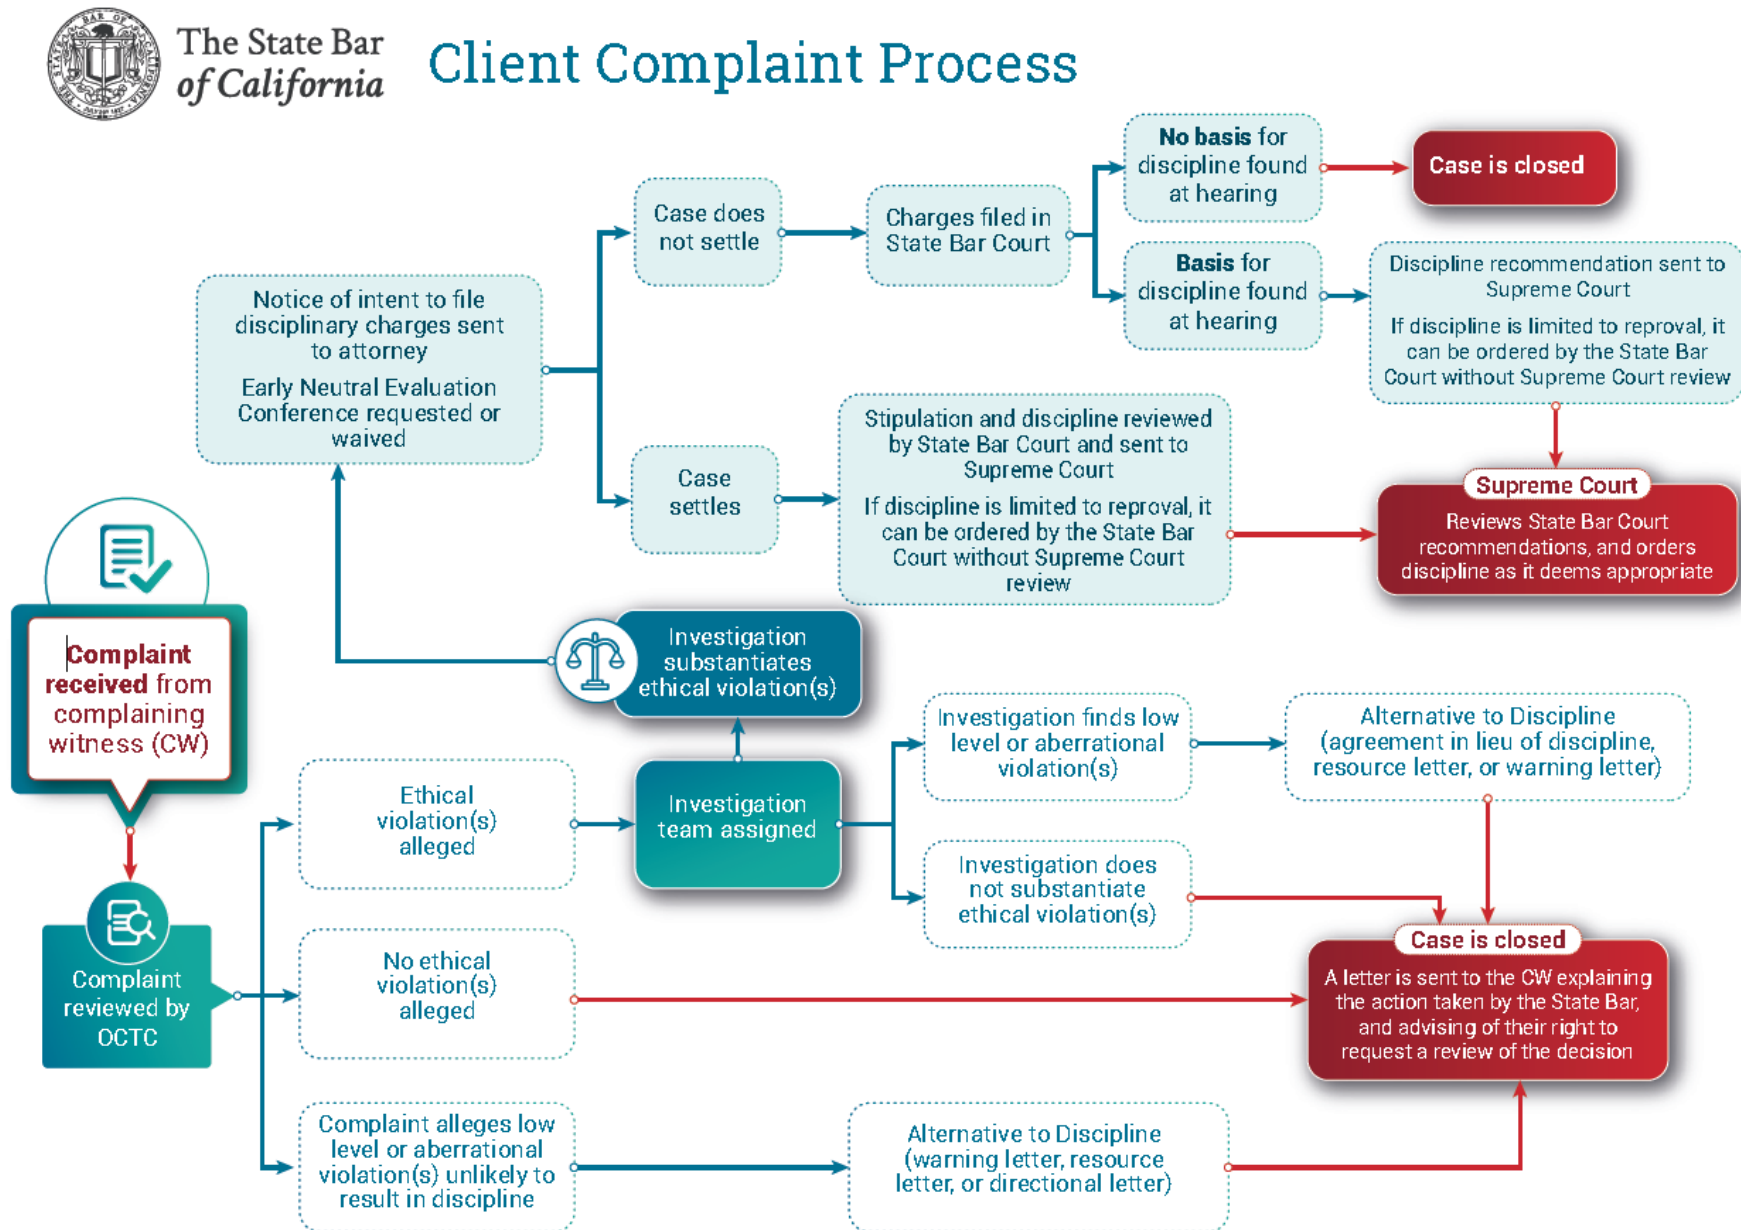 The State Bar
of California
Client Complaint Process
No basis for
discipline found
at hearing
Case is closed
Case does
not settle
Charges filed in
State Bar Court
Basis for
discipline found
at hearing
Discipline recommendation sent to
Supreme Court
If discipline is limited to reproval, it
can be ordered by the State Bar
Court without Supreme Court review
Notice of intent to file
disciplinary charges sent
to attorney
Early Neutral Evaluation
Conference requested or
waived
Case
settles
Stipulation and discipline reviewed
by State Bar Court and sent to
Supreme Court
If discipline is limited to reproval, it
can be ordered by the State Bar
Court without Supreme Court
review
Supreme Court
Reviews State Bar Court
recommendations, and orders
discipline as it deems appropriate
Complaint
received from
complaining
witness (CW)
Investigation
substantiates
ethical violation(s)
Investigation finds low
level or aberrational
violation(s)
Alternative to Discipline
(agreement in lieu of discipline,
resource letter, or warning letter)
Ethical
violation(s)
alleged
Investigation
team assigned
Investigation does
not substantiate
ethical violation(s)
Complaint
reviewed by
OCTC
No ethical
violation(s)
alleged
Case is closed
A letter is sent to the CW explaining
the action taken by the State Bar,
and advising of their right to
request a review of the decision
Complaint alleges low
level or aberrational
violation(s) unlikely to
result in discipline
Alternative to Discipline
(warning letter, resource
letter, or directional letter)